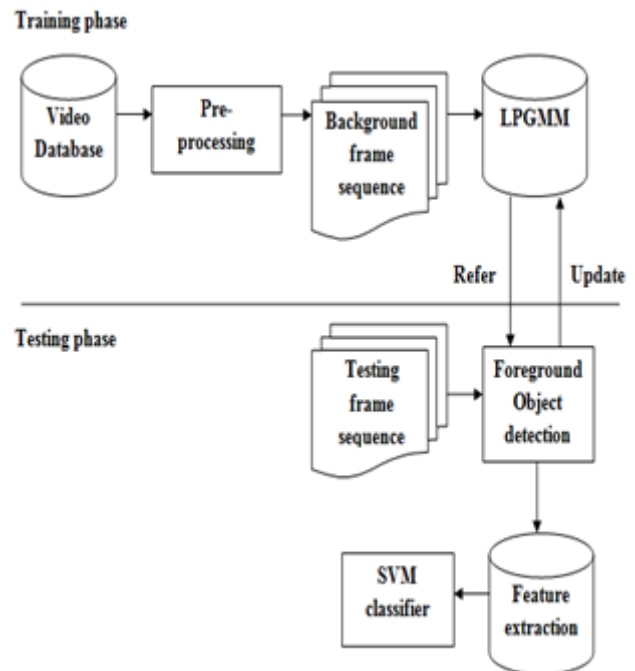 Training phase
Video
Database
Pre-
processing
Background
frame
sequence
LPGMM
Refer
Update
Testing phase
Testing
frame
sequence
Foreground
Object
detection
SVM
classifier
Feature
extraction